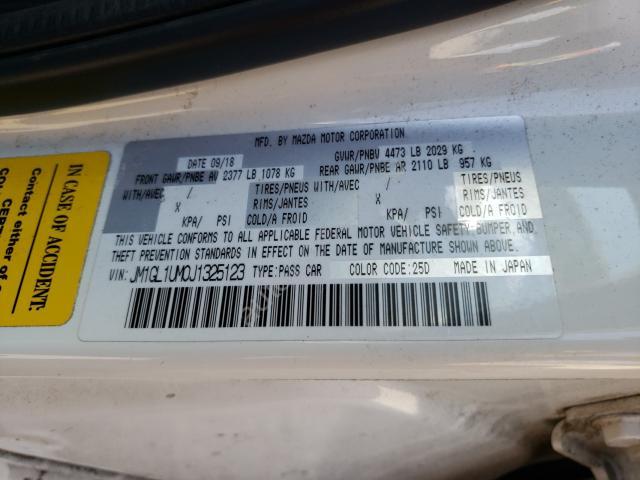 MFD. BY MAZDA MOTOR CORPORATION
DATE 09/18 GVWR/PNBV 4473 LB 2029 KG
FRONT GAWR/PNBE AV 2377 LB 1078 KG REAR GAWR/PNBE AR 2110 LB 957 KG
WITH/AVEC / TIRES/PNEUS WITH/AVEC / TIRES/PNEUS
X RIMS/JANTES X RIMS/JANTES
KPA/ PSI COLD/A FROID KPA/ PSI COLD/A FROID
THIS VEHICLE CONFORMS TO ALL APPLICABLE FEDERAL MOTOR VEHICLE SAFETY,BUMPER,AND
THEFT PREVENTION STANDARDS IN EFFECT ON THE DATE OF MANUFACTURE SHOWN ABOVE.
VIN: JM1GL1UM0J1325123 TYPE:PASS CAR COLOR CODE:25D MADE IN JAPAN
IN CASE OF ACCIDENT:
Contact either of